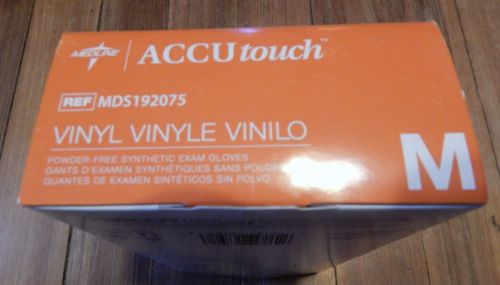 MEDLINE | ACCUtouch™
REF MDS192075
VINYL VINYLE VINILO
POWDER-FREE SYNTHETIC EXAM GLOVES
GANTS D'EXAMEN SYNTHÉTIQUES SANS POUDRE
GUANTES DE EXAMEN SINTÉTICOS SIN POLVO
M